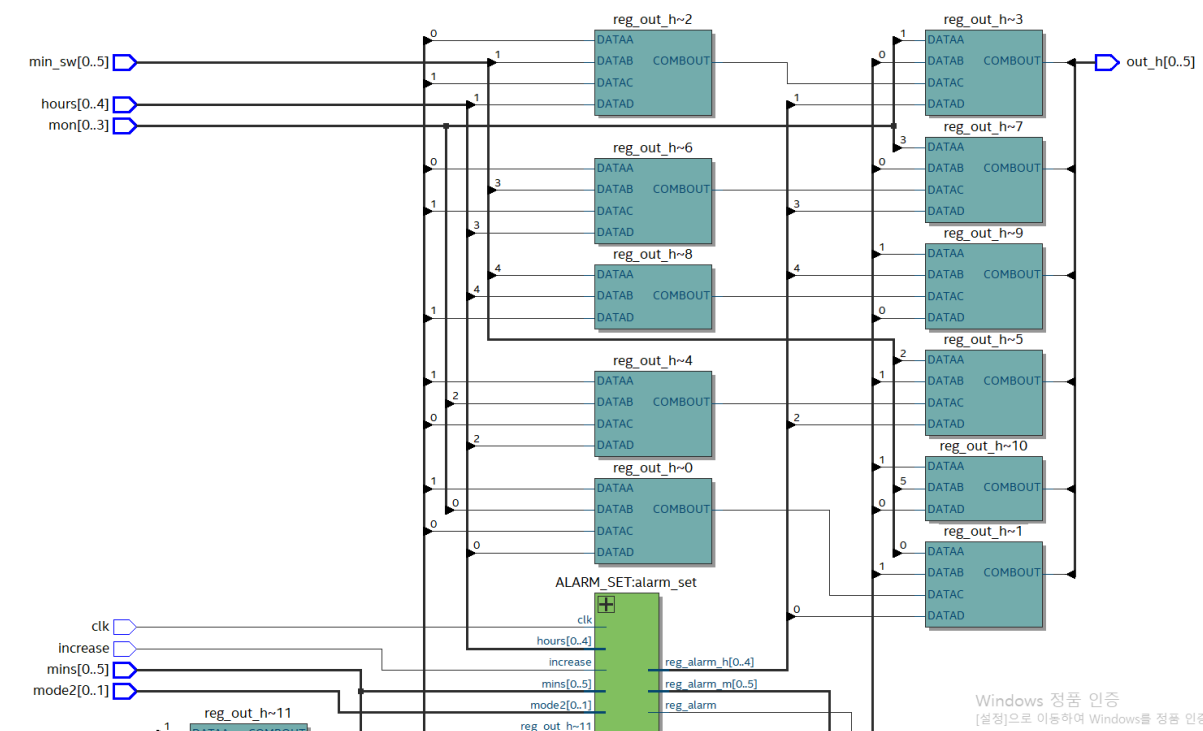 reg_out_h~2
0 DATAA
min_sw[0..5] 1 DATAB COMBOUT
1 DATAC
hours[0..4] 1 DATAD
mon[0..3]
reg_out_h~3
1 DATAA
0 DATAB COMBOUT out_h[0..5]
DATAC
1 DATAD
reg_out_h~6
0 DATAA
3 DATAB COMBOUT
1 DATAC
3 DATAD
reg_out_h~7
3 DATAA
0 DATAB COMBOUT
DATAC
3 DATAD
reg_out_h~8
4 DATAA
4 DATAB COMBOUT
1 DATAD
reg_out_h~9
1 DATAA
4 DATAB COMBOUT
DATAC
0 DATAD
reg_out_h~4
1 DATAA
2 DATAB COMBOUT
0 DATAC
2 DATAD
reg_out_h~5
2 DATAA
1 DATAB COMBOUT
DATAC
2 DATAD
reg_out_h~0
1 DATAA
0 DATAB COMBOUT
0 DATAC
0 DATAD
reg_out_h~10
1 DATAA
5 DATAB COMBOUT
0 DATAD
reg_out_h~1
0 DATAA
1 DATAB COMBOUT
DATAC
0 DATAD
ALARM_SET:alarm_set
clk clk
hours[0..4]
increase increase reg_alarm_h[0..4]
mins[0..5] mins[0..5] reg_alarm_m[0..5]
mode2[0..1] mode2[0..1] reg_alarm
reg_out_h~11 reg_out_h~11
1 DATAA COMBOUT
Windows 정품 인증
[설정]으로 이동하여 Windows를 정품 인증